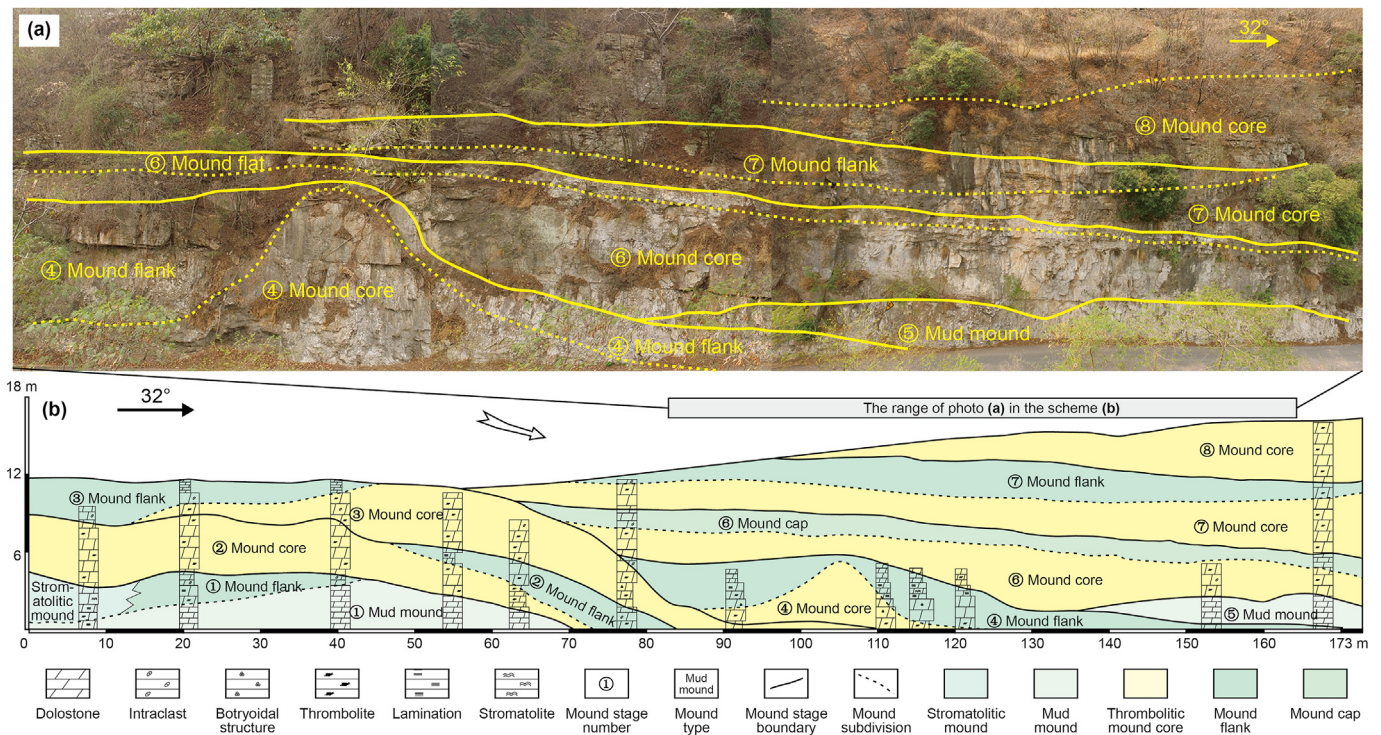 (a)
32°
⑧ Mound core
⑥ Mound flat
⑦ Mound flank
⑦ Mound core
④ Mound flank
④ Mound core
⑥ Mound core
⑤ Mud mound
④ Mound flank
18 m
(b)
32°
The range of photo (a) in the scheme (b)
⑧ Mound core
12
③ Mound flank
⑦ Mound flank
③ Mound core
⑥ Mound cap
⑦ Mound core
② Mound core
6
① Mound flank
② Mound flank
⑥ Mound core
Strom-
atolitic
mound
① Mud mound
④ Mound core
④ Mound flank
⑤ Mud mound
0 10 20 30 40 50 60 70 80 90 100 110 120 130 140 150 160 173 m
①
Mud
mound
Dolostone
Intraclast
Botryoidal
structure
Thrombolite
Lamination
Stromatolite
Mound stage
number
Mound
type
Mound stage
boundary
Mound
subdivision
Stromatolitic
mound
Mud
mound
Thrombolitic
mound core
Mound
flank
Mound cap